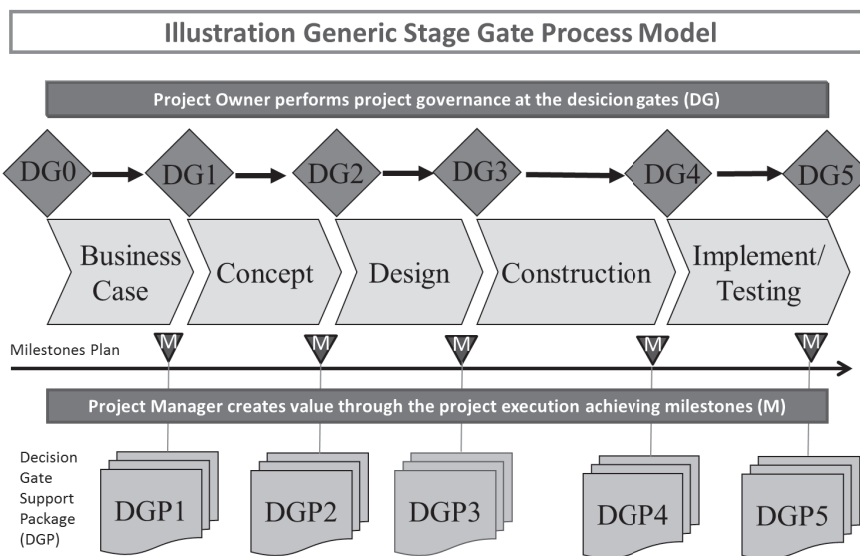 Illustration Generic Stage Gate Process Model
Project Owner performs project governance at the desicion gates (DG)
DG0
DG1
DG2
DG3
DG4
DG5
Business
Case
Concept
Design
Construction
Implement/
Testing
Milestones Plan
M
M
M
M
M
Project Manager creates value through the project execution achieving milestones (M)
Decision
Gate
Support
Package
(DGP)
DGP1
DGP2
DGP3
DGP4
DGP5